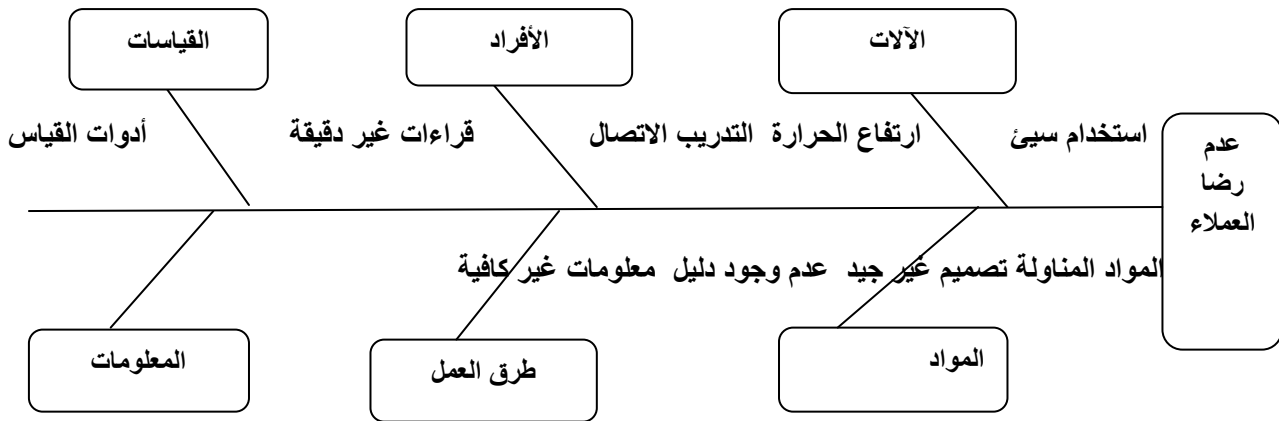 الآلات
الأفراد
القياسات
استخدام سيئ
ارتفاع الحرارة التدريب الاتصال
قراءات غير دقيقة
أدوات القياس
عدم
رضا
العملاء
المواد المناولة تصميم غير جيد عدم وجود دليل معلومات غير كافية
المواد
طرق العمل
المعلومات